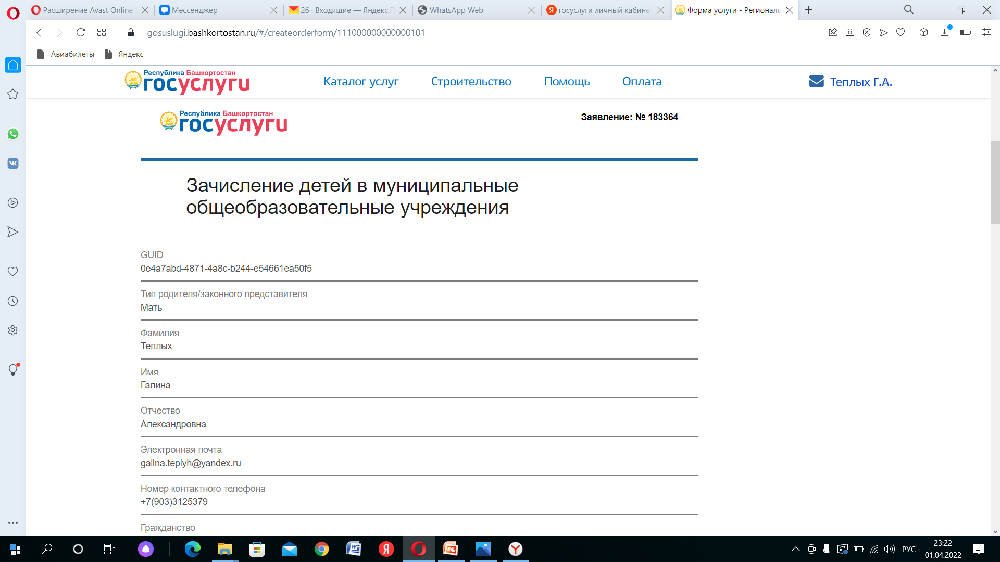 Расширение Avast Online
Мессенджер
26 · Входящие — Яндекс.П
WhatsApp Web
госуслуги личный кабинет
Форма услуги - Региональ
gosuslugi.bashkortostan.ru/#/createorderform/111000000000000101
Авиабилеты
Яндекс
Республика Башкортостан
госуслуги
Каталог услуг
Строительство
Помощь
Оплата
Теплых Г.А.
Республика Башкортостан
госуслуги
Заявление: № 183364
Зачисление детей в муниципальные
общеобразовательные учреждения
GUID
0e4a7abd-4871-4a8c-b244-e54661ea50f5
Тип родителя/законного представителя
Мать
Фамилия
Теплых
Имя
Галина
Отчество
Александровна
Электронная почта
galina.teplyh@yandex.ru
Номер контактного телефона
+7(903)3125379
Гражданство
РУС
23:22
01.04.2022